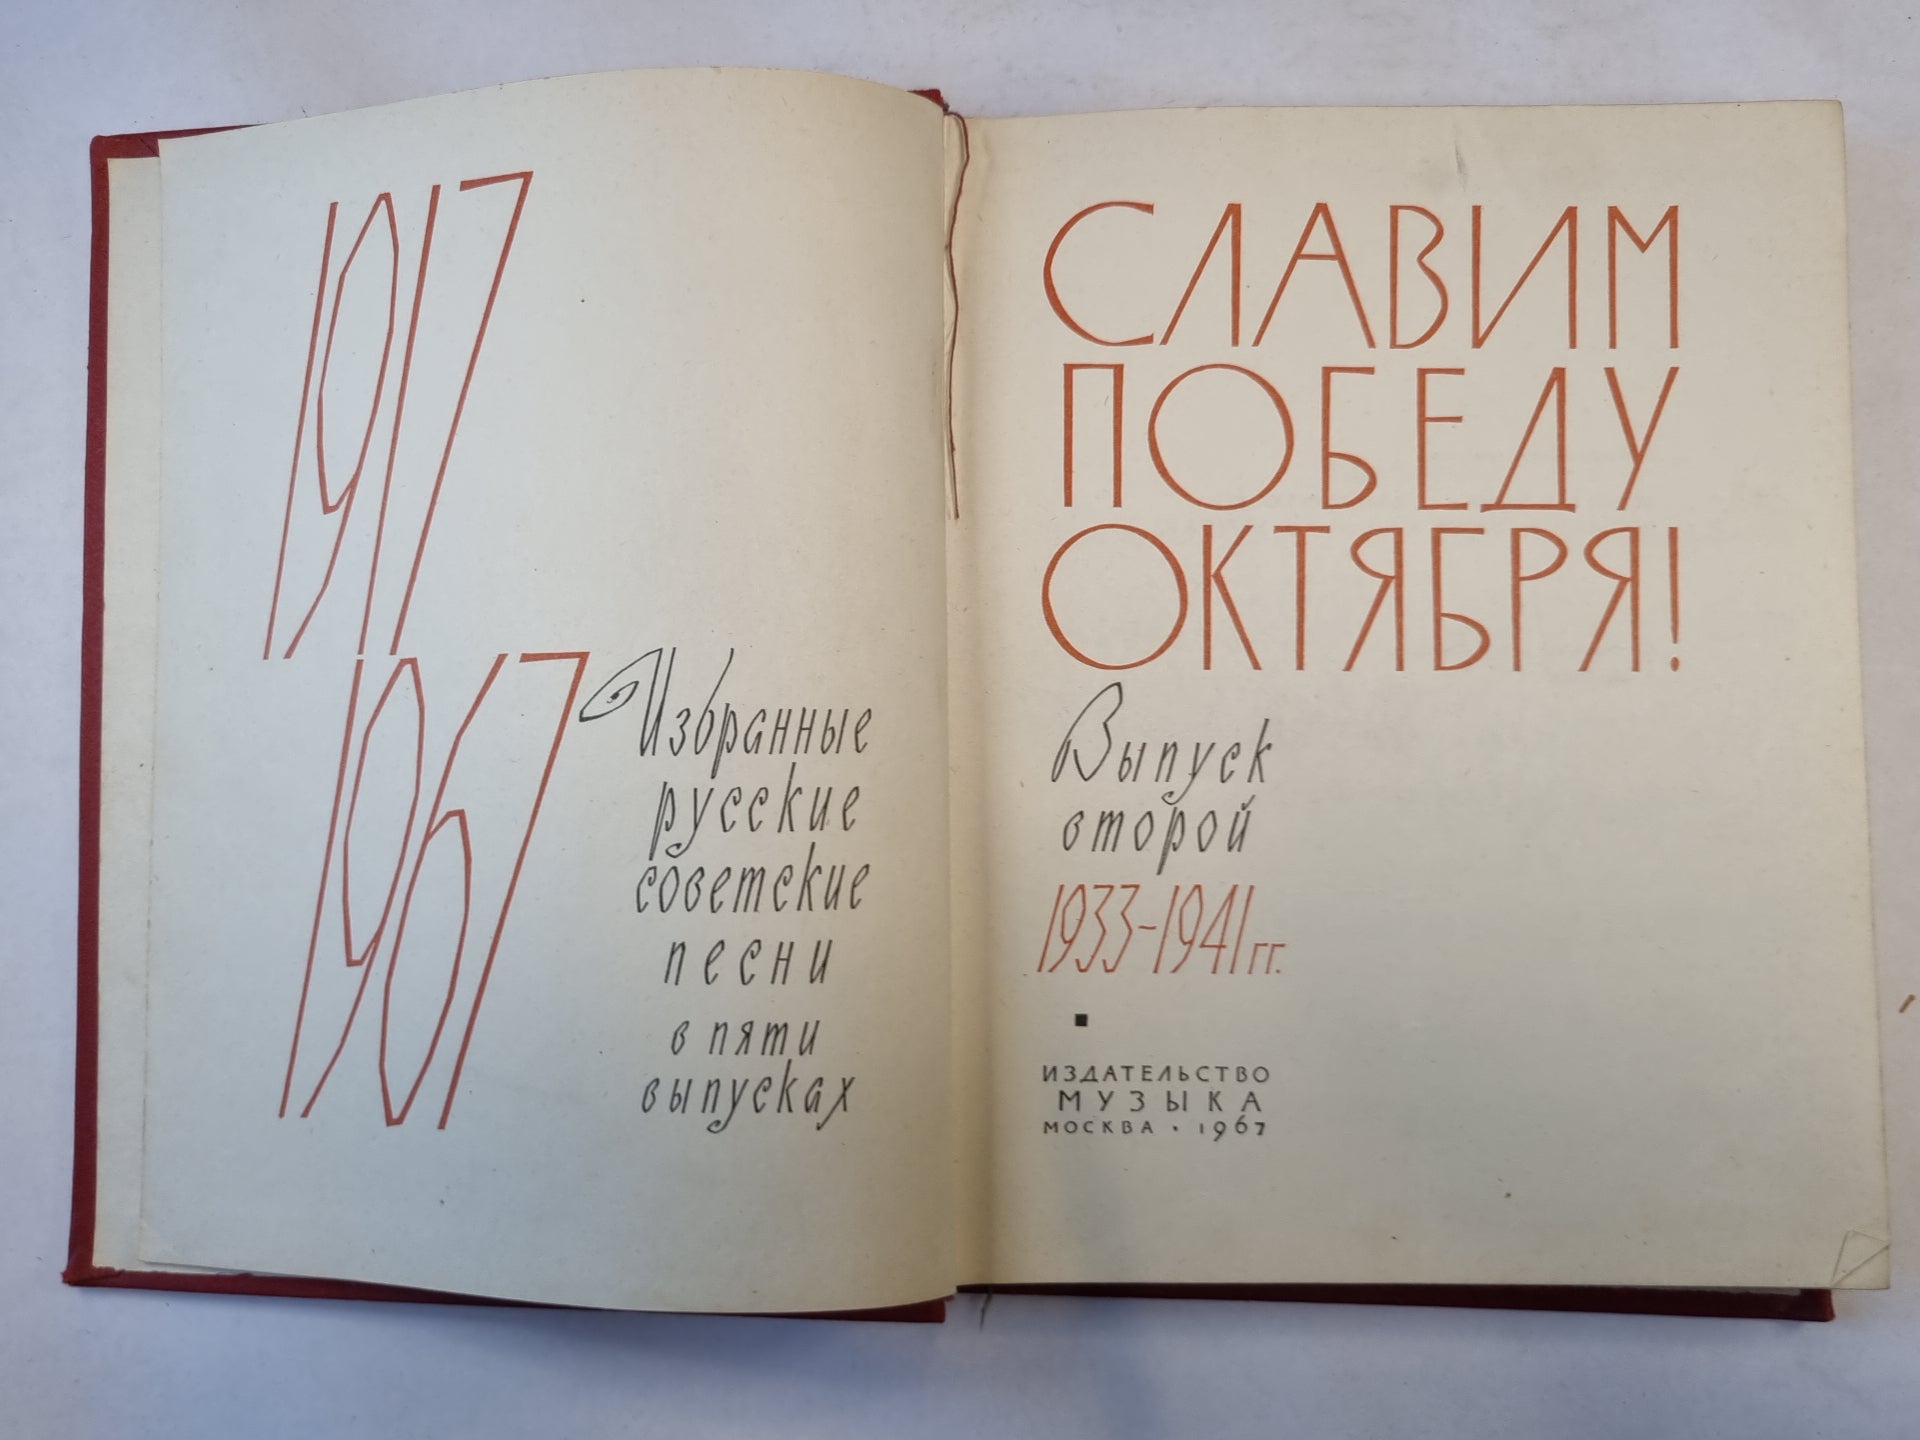 1917
1967
Избранные
русские
советские
песни
в пяти
выпусках
СЛАВИМ
ПОБЕДУ
ОКТЯБРЯ!
Выпуск
второй
1933-1941 гг.
ИЗДАТЕЛЬСТВО
МУЗЫКА
МОСКВА · 1967